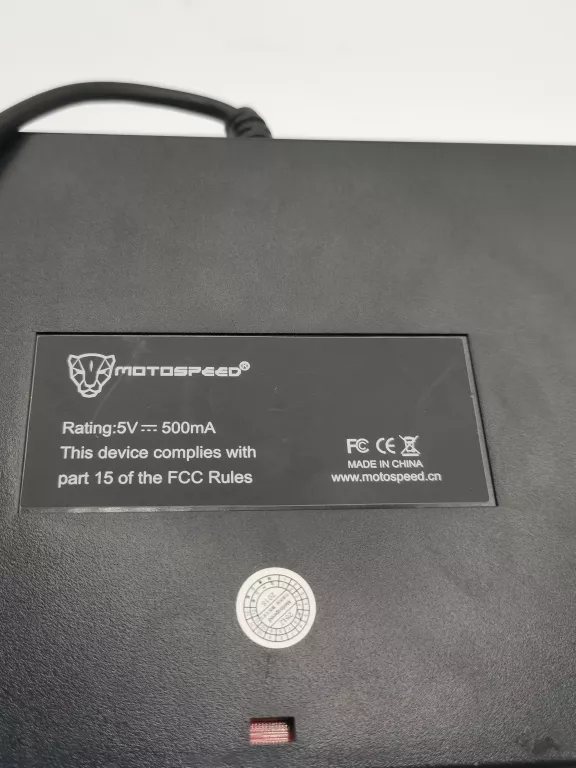 MOTOSPEED®
Rating:5V ⎓ 500mA
This device complies with
part 15 of the FCC Rules
FC CE
MADE IN CHINA
www.motospeed.cn